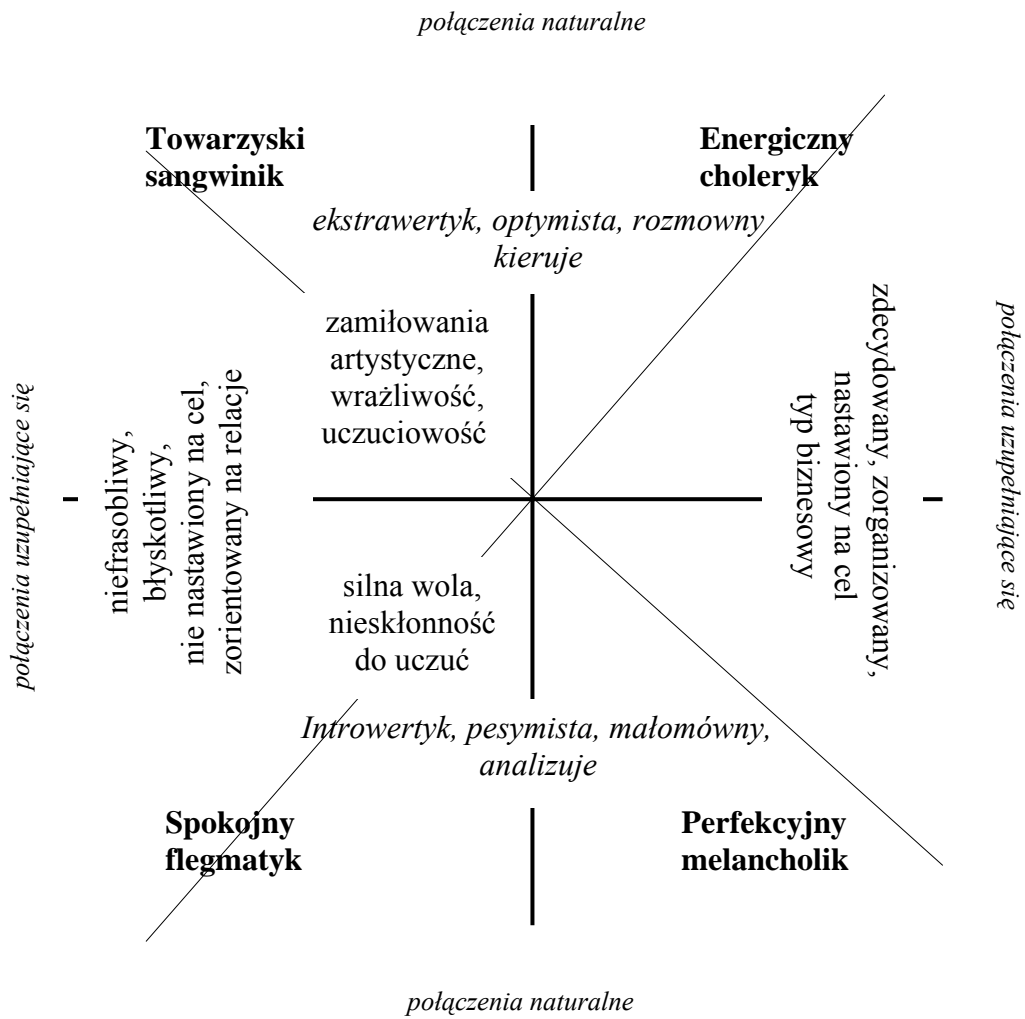 połączenia naturalne
Towarzyski
sangwinik
Energiczny
choleryk
ekstrawertyk, optymista, rozmowny
kieruje
zamiłowania
artystyczne,
wrażliwość,
uczuciowość
połączenia uzupełniające się
niefrasobliwy,
błyskotliwy,
nie nastawiony na cel,
zorientowany na relacje
zdecydowany, zorganizowany,
nastawiony na cel
typ biznesowy
połączenia uzupełniające się
silna wola,
nieskłonność
do uczuć
Introwertyk, pesymista, małomówny,
analizuje
Spokojny
flegmatyk
Perfekcyjny
melancholik
połączenia naturalne